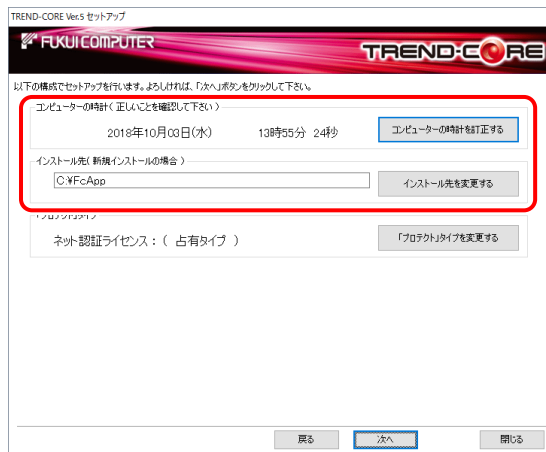 TREND-CORE Ver.5 セットアップ
FUKUI COMPUTER
TREND-CORE
以下の構成でセットアップを行います。よろしければ、「次へ」ボタンをクリックして下さい。
コンピューターの時計( 正しいことを確認して下さい )
2018年10月03日(水) 13時55分 24秒 コンピューターの時計を訂正する
インストール先( 新規インストールの場合 )
C:¥FcApp インストール先を変更する
「プロテクト」タイプ
ネット認証ライセンス : ( 占有タイプ ) 「プロテクト」タイプを変更する
戻る 次へ 閉じる